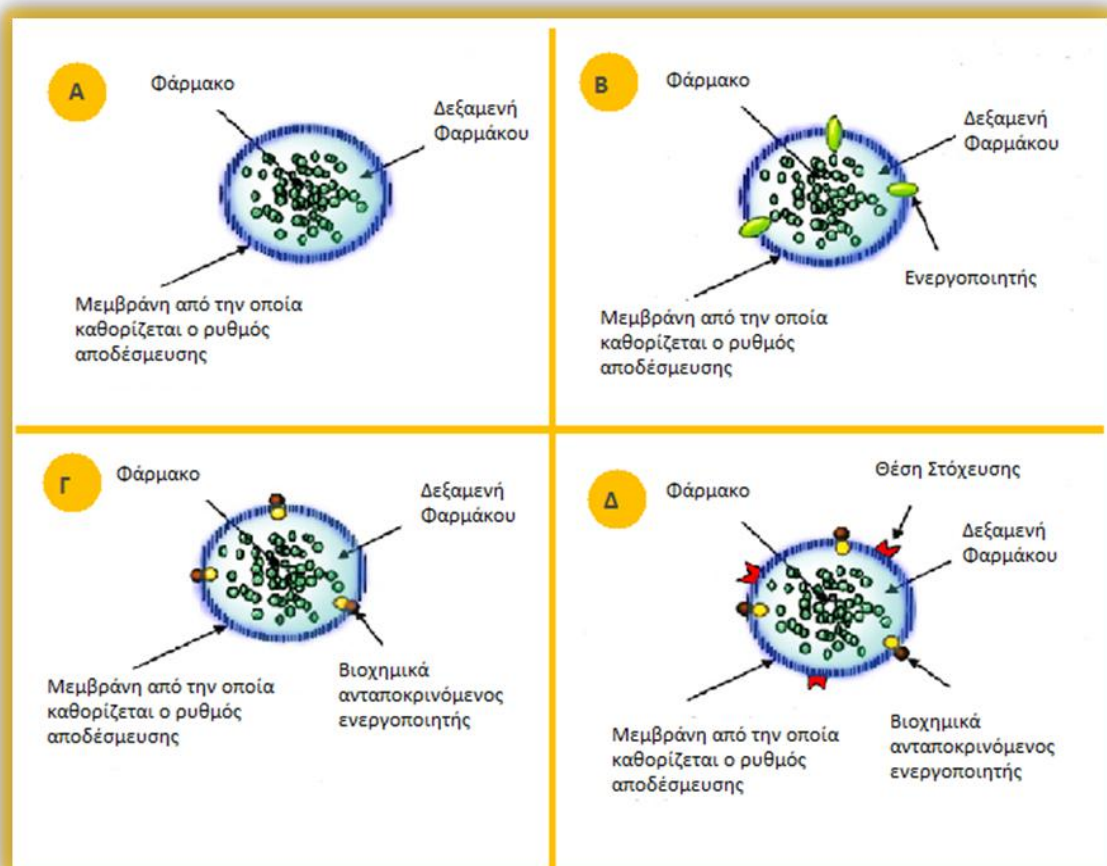 Α
Φάρμακο
Δεξαμενή
Φαρμάκου
Μεμβράνη από την οποία
καθορίζεται ο ρυθμός
αποδέσμευσης
Β
Φάρμακο
Δεξαμενή
Φαρμάκου
Ενεργοποιητής
Μεμβράνη από την οποία
καθορίζεται ο ρυθμός
αποδέσμευσης
Γ
Φάρμακο
Δεξαμενή
Φαρμάκου
Μεμβράνη από την οποία
καθορίζεται ο ρυθμός
αποδέσμευσης
Βιοχημικά
ανταποκρινόμενος
ενεργοποιητής
Δ
Φάρμακο
Θέση Στόχευσης
Δεξαμενή
Φαρμάκου
Μεμβράνη από την οποία
καθορίζεται ο ρυθμός
αποδέσμευσης
Βιοχημικά
ανταποκρινόμενος
ενεργοποιητής